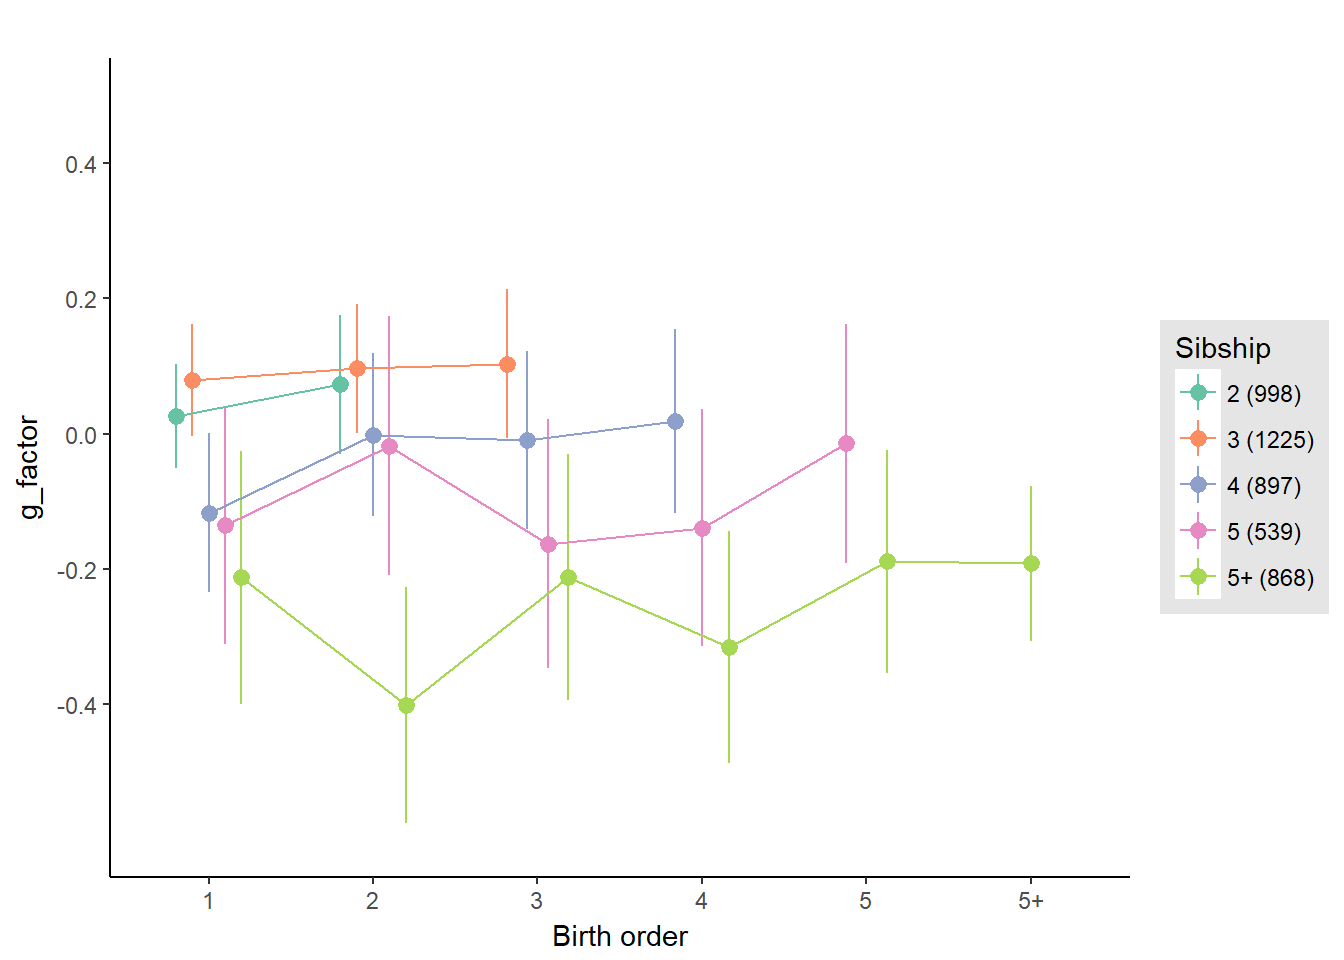 0.4
0.2
0.0
-0.2
-0.4
g_factor
1 2 3 4 5 5+
Birth order
Sibship
2 (998)
3 (1225)
4 (897)
5 (539)
5+ (868)